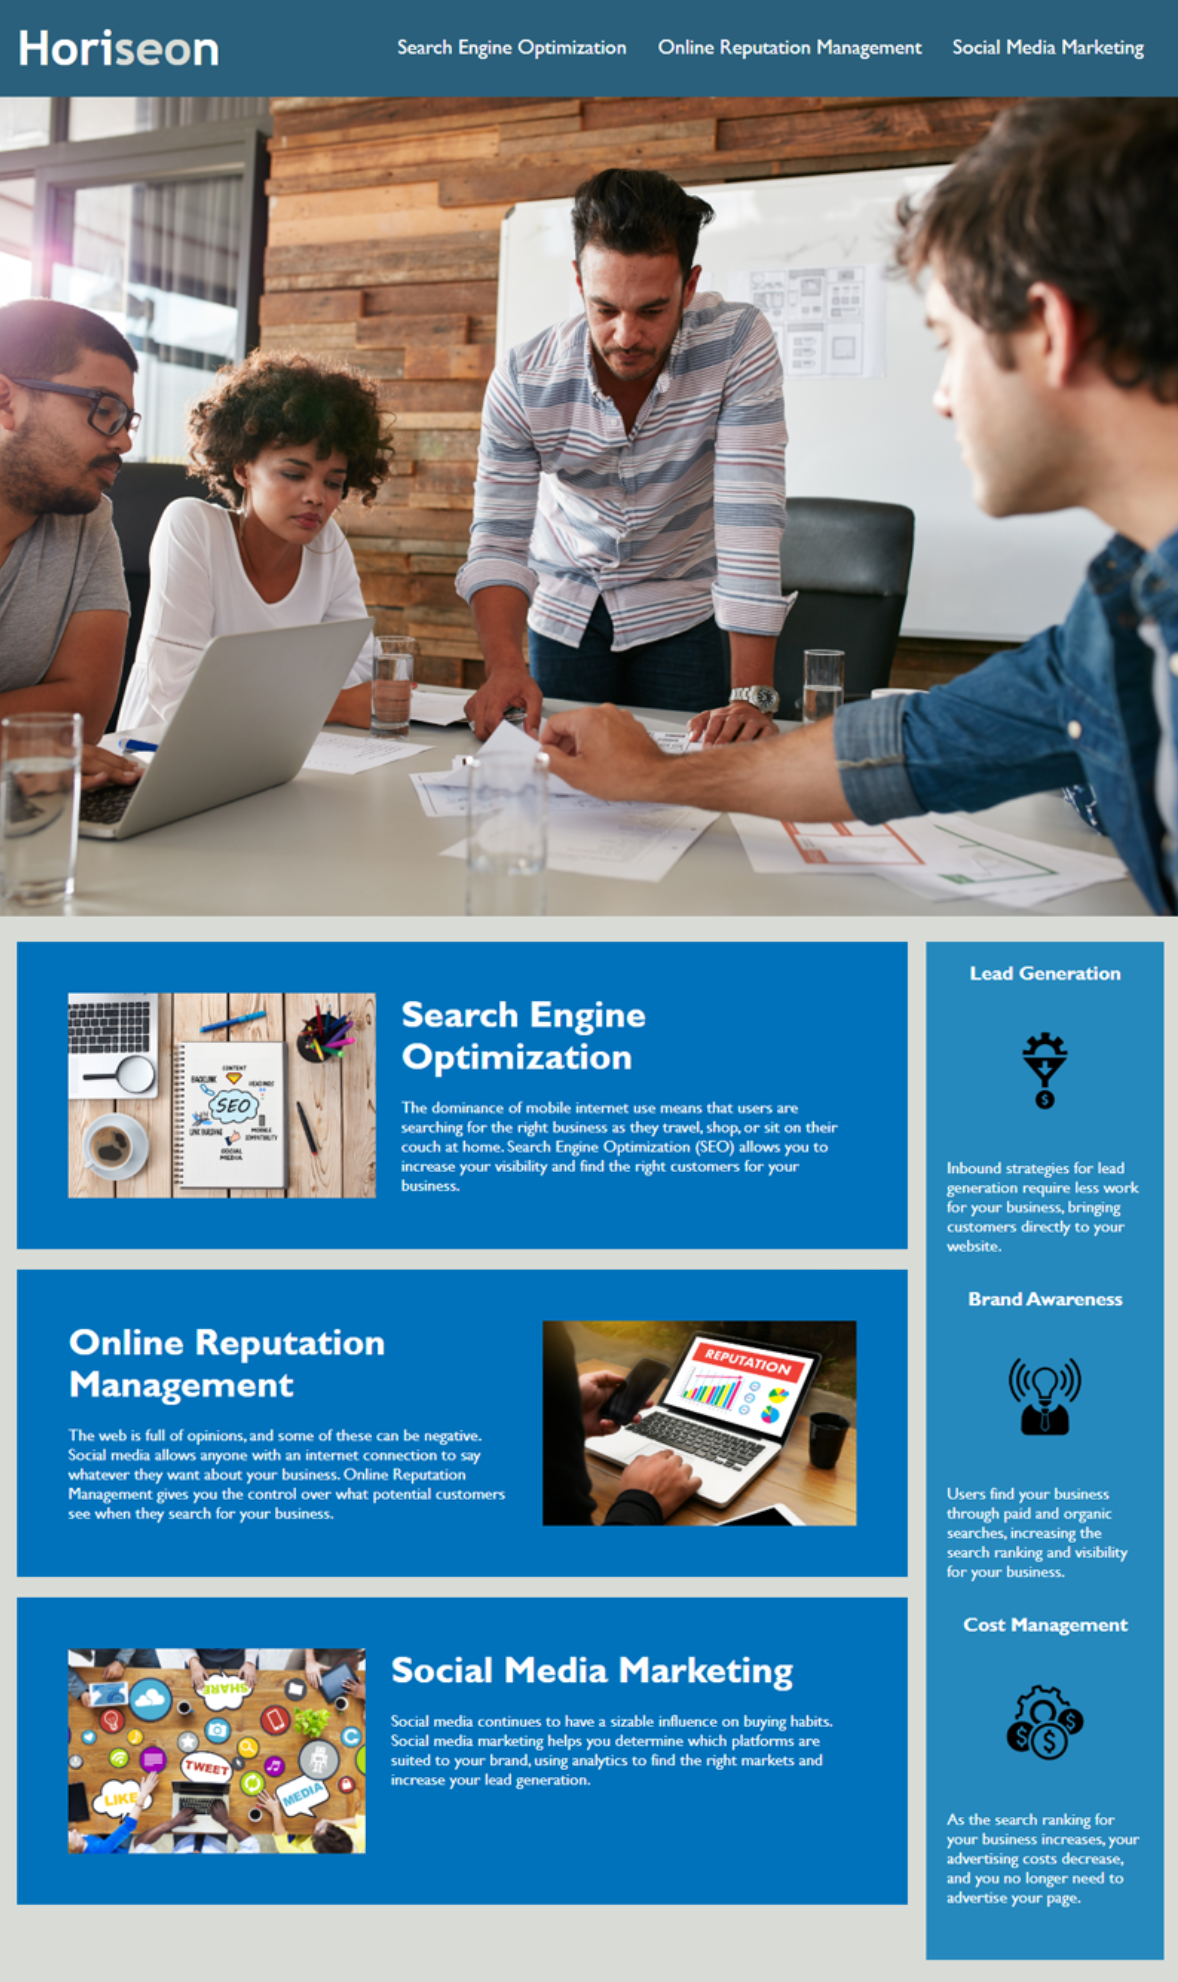 Horiseon
Search Engine Optimization
Online Reputation Management
Social Media Marketing
CONTENT
BACKLINK
HEADINGS
SEO
LINK BUILDING
MOBILE
SOCIAL
MEDIA
Search Engine
Optimization
The dominance of mobile internet use means that users are
searching for the right business as they travel, shop, or sit on their
couch at home. Search Engine Optimization (SEO) allows you to
increase your visibility and find the right customers for your
business.
Online Reputation
Management
The web is full of opinions, and some of these can be negative.
Social media allows anyone with an internet connection to say
whatever they want about your business. Online Reputation
Management gives you the control over what potential customers
see when they search for your business.
REPUTATION
SHARE
TWEET
LIKE
MEDIA
Social Media Marketing
Social media continues to have a sizable influence on buying habits.
Social media marketing helps you determine which platforms are
suited to your brand, using analytics to find the right markets and
increase your lead generation.
Lead Generation
$
Inbound strategies for lead
generation require less work
for your business, bringing
customers directly to your
website.
Brand Awareness
Users find your business
through paid and organic
searches, increasing the
search ranking and visibility
for your business.
Cost Management
$ $ $
As the search ranking for
your business increases, your
advertising costs decrease,
and you no longer need to
advertise your page.